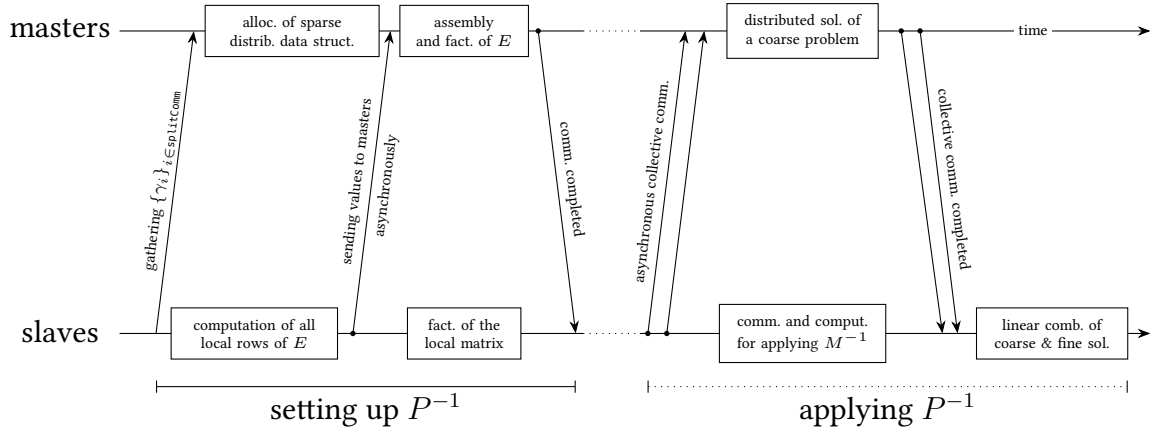 masters
alloc. of sparse
distrib. data struct.
assembly
and fact. of E
distributed sol. of
a coarse problem
time
gathering {γᵢ}ᵢ∈splitComm
sending values to masters
asynchronously
comm. completed
asynchronous collective comm.
collective comm. completed
slaves
computation of all
local rows of E
fact. of the
local matrix
comm. and comput.
for applying M⁻¹
linear comb. of
coarse & fine sol.
setting up P⁻¹
applying P⁻¹